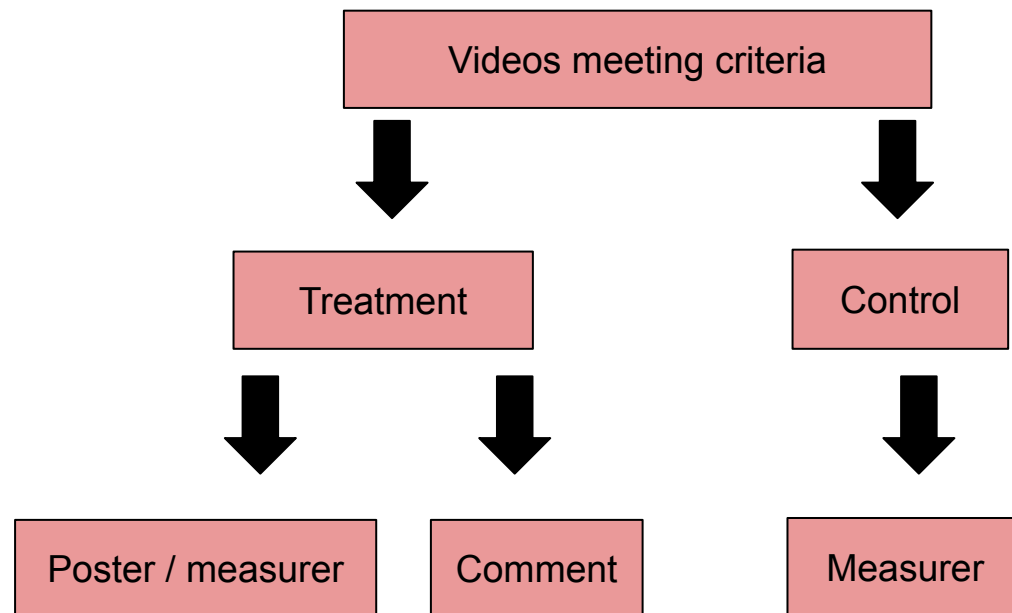 Videos meeting criteria
Treatment
Control
Poster / measurer
Comment
Measurer